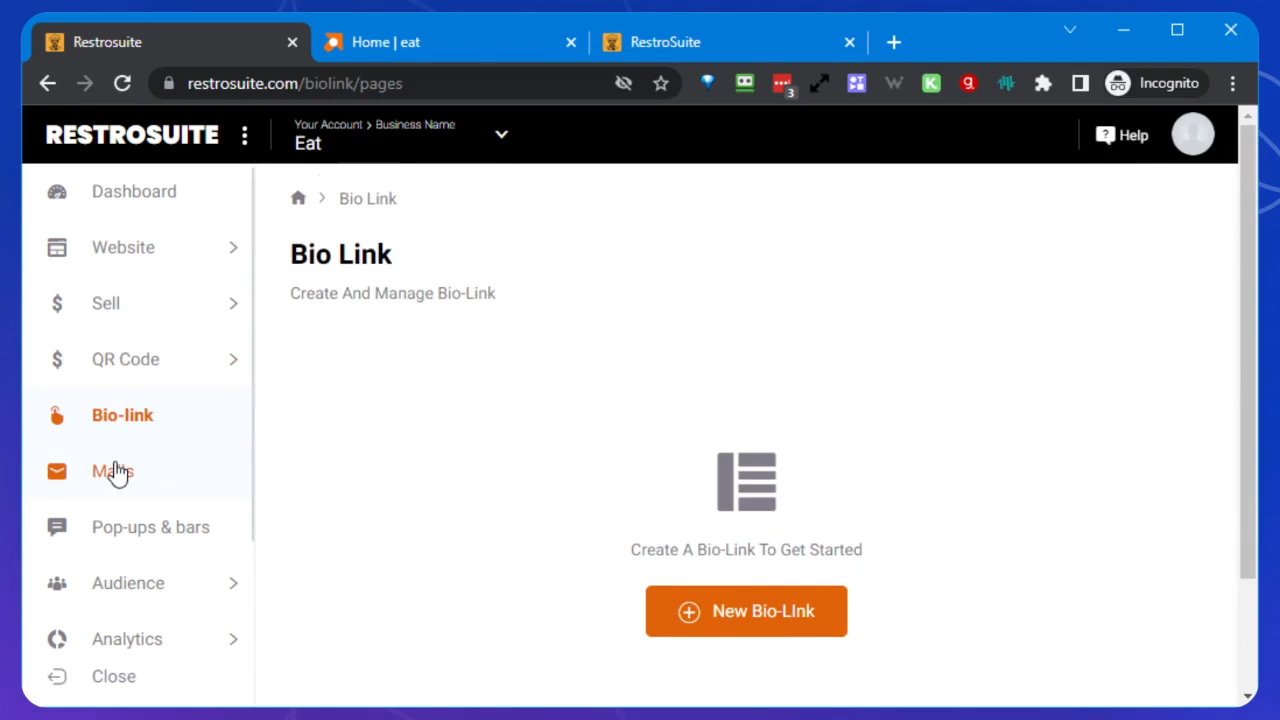 Restrosuite
Home | eat
RestroSuite
restrosuite.com/biolink/pages
3
Incognito
RESTROSUITE
Your Account > Business Name
Eat
Help
Dashboard
Website
Sell
QR Code
Bio-link
Pop-ups & bars
Audience
Analytics
Close
Bio Link
Bio Link
Create And Manage Bio-Link
Create A Bio-Link To Get Started
New Bio-LInk